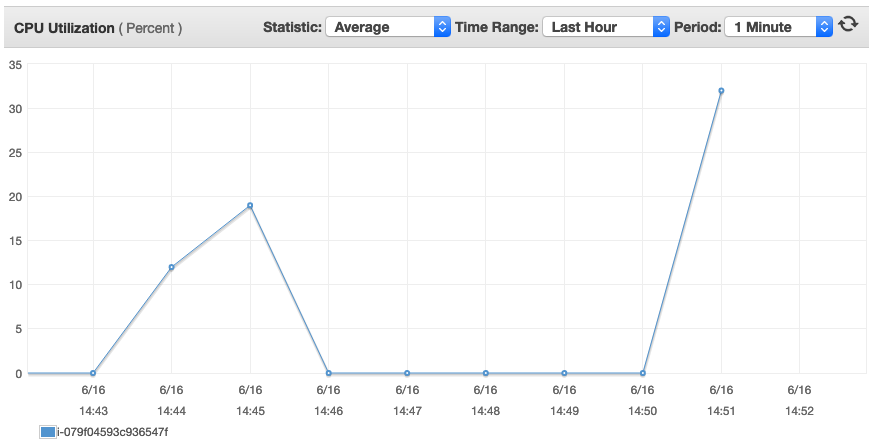 CPU Utilization ( Percent ) Statistic: Average Time Range: Last Hour Period: 1 Minute
35
30
25
20
15
10
5
0
6/16 6/16 6/16 6/16 6/16 6/16 6/16 6/16 6/16 6/16
14:43 14:44 14:45 14:46 14:47 14:48 14:49 14:50 14:51 14:52
i-079f04593c936547f